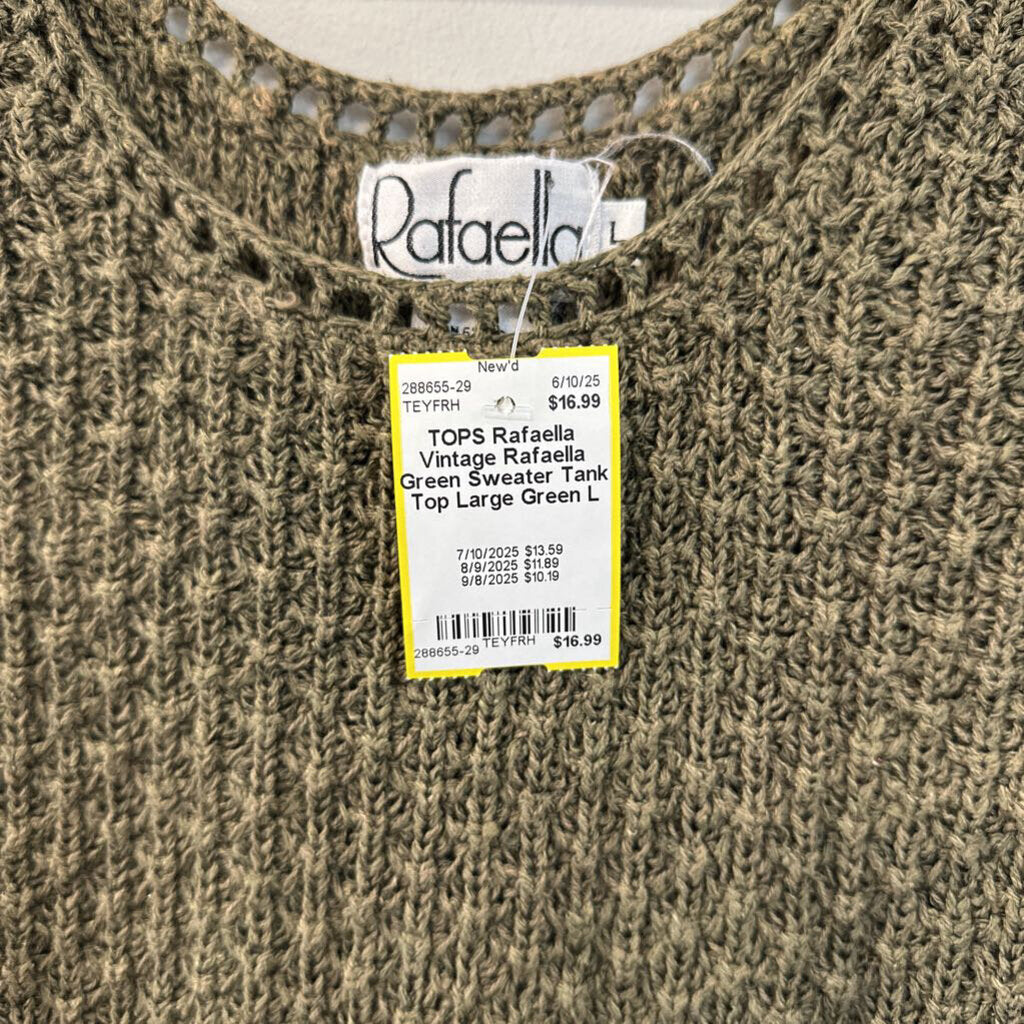 Rafaella
L
New'd
288655-29 6/10/25
TEYFRH $16.99
TOPS Rafaella
Vintage Rafaella
Green Sweater Tank
Top Large Green L
7/10/2025 $13.59
8/9/2025 $11.89
9/8/2025 $10.19
288655-29 TEYFRH $16.99